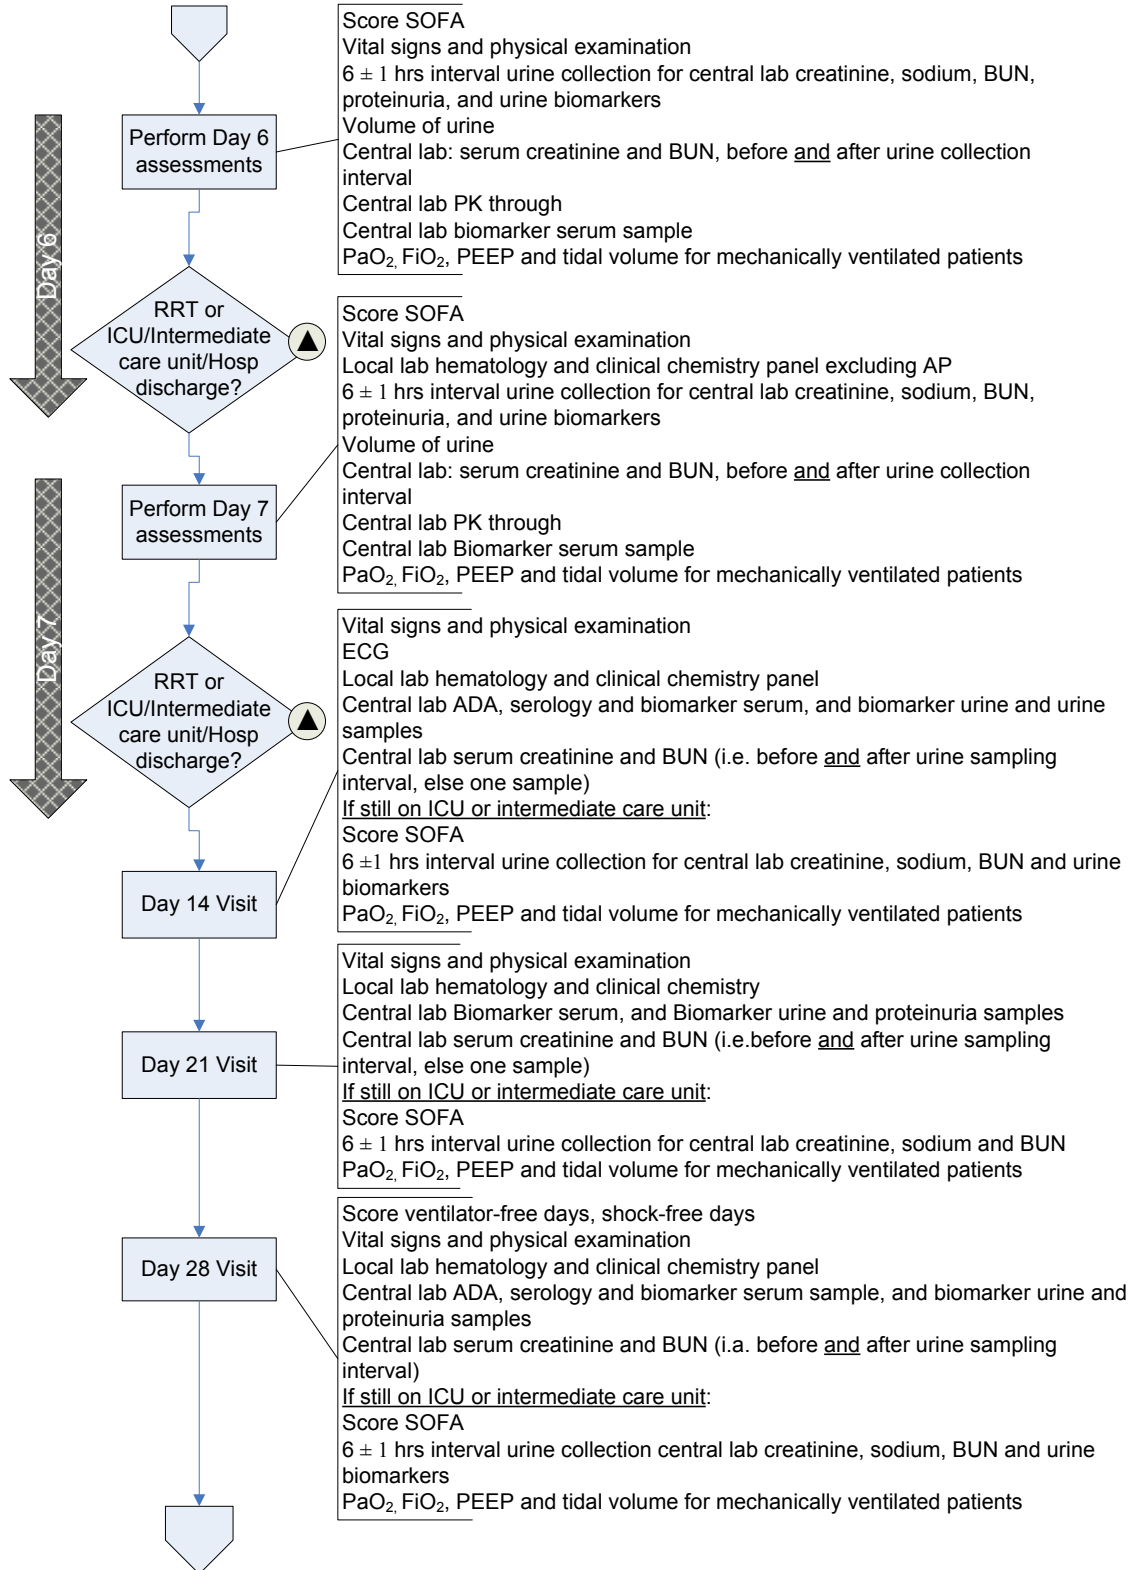 Score SOFA
Vital signs and physical examination
6 ± 1 hrs interval urine collection for central lab creatinine, sodium, BUN,
proteinuria, and urine biomarkers
Volume of urine
Central lab: serum creatinine and BUN, before and after urine collection
interval
Central lab PK through
Central lab biomarker serum sample
PaO2, FiO2, PEEP and tidal volume for mechanically ventilated patients
Perform Day 6
assessments
Day 6
RRT or
ICU/Intermediate
care unit/Hosp
discharge?
Score SOFA
Vital signs and physical examination
Local lab hematology and clinical chemistry panel excluding AP
6 ± 1 hrs interval urine collection for central lab creatinine, sodium, BUN,
proteinuria, and urine biomarkers
Volume of urine
Central lab: serum creatinine and BUN, before and after urine collection
interval
Central lab PK through
Central lab Biomarker serum sample
PaO2, FiO2, PEEP and tidal volume for mechanically ventilated patients
Perform Day 7
assessments
Day 7
RRT or
ICU/Intermediate
care unit/Hosp
discharge?
Vital signs and physical examination
ECG
Local lab hematology and clinical chemistry panel
Central lab ADA, serology and biomarker serum, and biomarker urine and urine
samples
Central lab serum creatinine and BUN (i.e. before and after urine sampling
interval, else one sample)
If still on ICU or intermediate care unit:
Score SOFA
6 ±1 hrs interval urine collection for central lab creatinine, sodium, BUN and urine
biomarkers
PaO2, FiO2, PEEP and tidal volume for mechanically ventilated patients
Day 14 Visit
Vital signs and physical examination
Local lab hematology and clinical chemistry
Central lab Biomarker serum, and Biomarker urine and proteinuria samples
Central lab serum creatinine and BUN (i.e.before and after urine sampling
interval, else one sample)
If still on ICU or intermediate care unit:
Score SOFA
6 ± 1 hrs interval urine collection for central lab creatinine, sodium and BUN
PaO2, FiO2, PEEP and tidal volume for mechanically ventilated patients
Day 21 Visit
Score ventilator-free days, shock-free days
Vital signs and physical examination
Local lab hematology and clinical chemistry panel
Central lab ADA, serology and biomarker serum sample, and biomarker urine and
proteinuria samples
Central lab serum creatinine and BUN (i.a. before and after urine sampling
interval)
If still on ICU or intermediate care unit:
Score SOFA
6 ± 1 hrs interval urine collection central lab creatinine, sodium, BUN and urine
biomarkers
PaO2, FiO2, PEEP and tidal volume for mechanically ventilated patients
Day 28 Visit